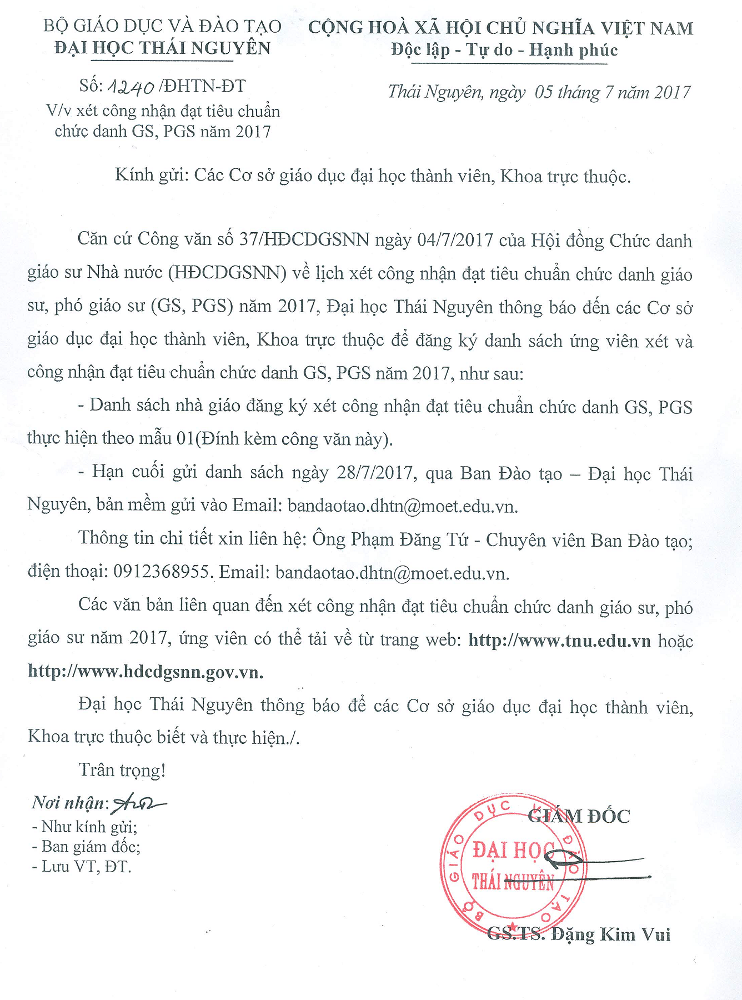 BỘ GIÁO DỤC VÀ ĐÀO TẠO
ĐẠI HỌC THÁI NGUYÊN
CỘNG HOÀ XÃ HỘI CHỦ NGHĨA VIỆT NAM
Độc lập - Tự do - Hạnh phúc
Số: 1240/ĐHTN-ĐT
V/v xét công nhận đạt tiêu chuẩn
chức danh GS, PGS năm 2017
Thái Nguyên, ngày 05 tháng 7 năm 2017
Kính gửi: Các Cơ sở giáo dục đại học thành viên, Khoa trực thuộc.
Căn cứ Công văn số 37/HĐCDGSNN ngày 04/7/2017 của Hội đồng Chức danh
giáo sư Nhà nước (HĐCDGSNN) về lịch xét công nhận đạt tiêu chuẩn chức danh giáo
sư, phó giáo sư (GS, PGS) năm 2017, Đại học Thái Nguyên thông báo đến các Cơ sở
giáo dục đại học thành viên, Khoa trực thuộc để đăng ký danh sách ứng viên xét và
công nhận đạt tiêu chuẩn chức danh GS, PGS năm 2017, như sau:
- Danh sách nhà giáo đăng ký xét công nhận đạt tiêu chuẩn chức danh GS, PGS
thực hiện theo mẫu 01(Đính kèm công văn này).
- Hạn cuối gửi danh sách ngày 28/7/2017, qua Ban Đào tạo – Đại học Thái
Nguyên, bản mềm gửi vào Email: bandaotao.dhtn@moet.edu.vn.
Thông tin chi tiết xin liên hệ: Ông Phạm Đăng Tứ - Chuyên viên Ban Đào tạo;
điện thoại: 0912368955. Email: bandaotao.dhtn@moet.edu.vn.
Các văn bản liên quan đến xét công nhận đạt tiêu chuẩn chức danh giáo sư, phó
giáo sư năm 2017, ứng viên có thể tải về từ trang web: http://www.tnu.edu.vn hoặc
http://www.hdcdgsnn.gov.vn.
Đại học Thái Nguyên thông báo để các Cơ sở giáo dục đại học thành viên,
Khoa trực thuộc biết và thực hiện./.
Trân trọng!
Nơi nhận:
- Như kính gửi;
- Ban giám đốc;
- Lưu VT, ĐT.
GIÁM ĐỐC
BỘ GIÁO DỤC VÀ ĐÀO TẠO
ĐẠI HỌC
THÁI NGUYÊN
GS.TS. Đặng Kim Vui